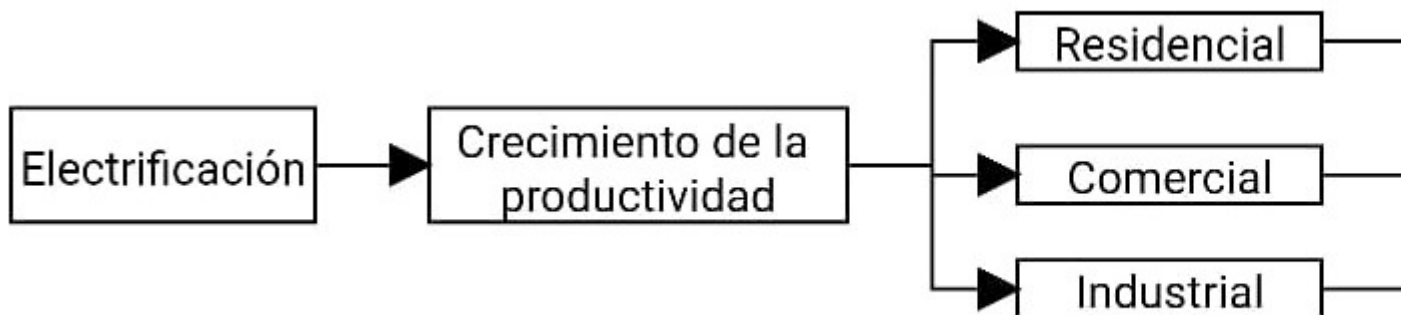 Electrificación
Crecimiento de la
productividad
Residencial
Comercial
Industrial